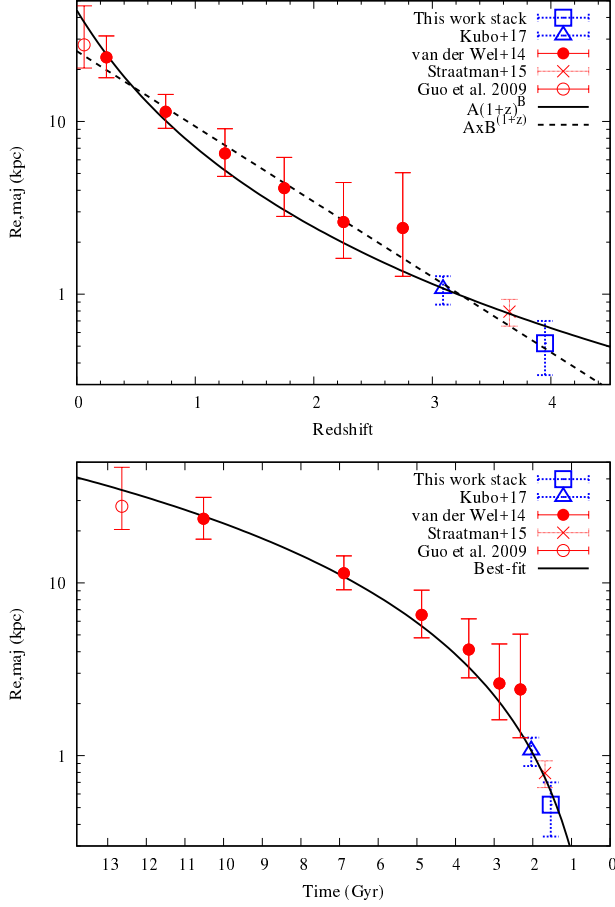 This work stack
Kubo+17
van der Wel+14
Straatman+15
Guo et al. 2009
A(1+z)^B
AxB^(1+z)
10
1
Re,maj (kpc)
0 1 2 3 4
Redshift
This work stack
Kubo+17
van der Wel+14
Straatman+15
Guo et al. 2009
Best-fit
10
1
Re,maj (kpc)
13 12 11 10 9 8 7 6 5 4 3 2 1 0
Time (Gyr)